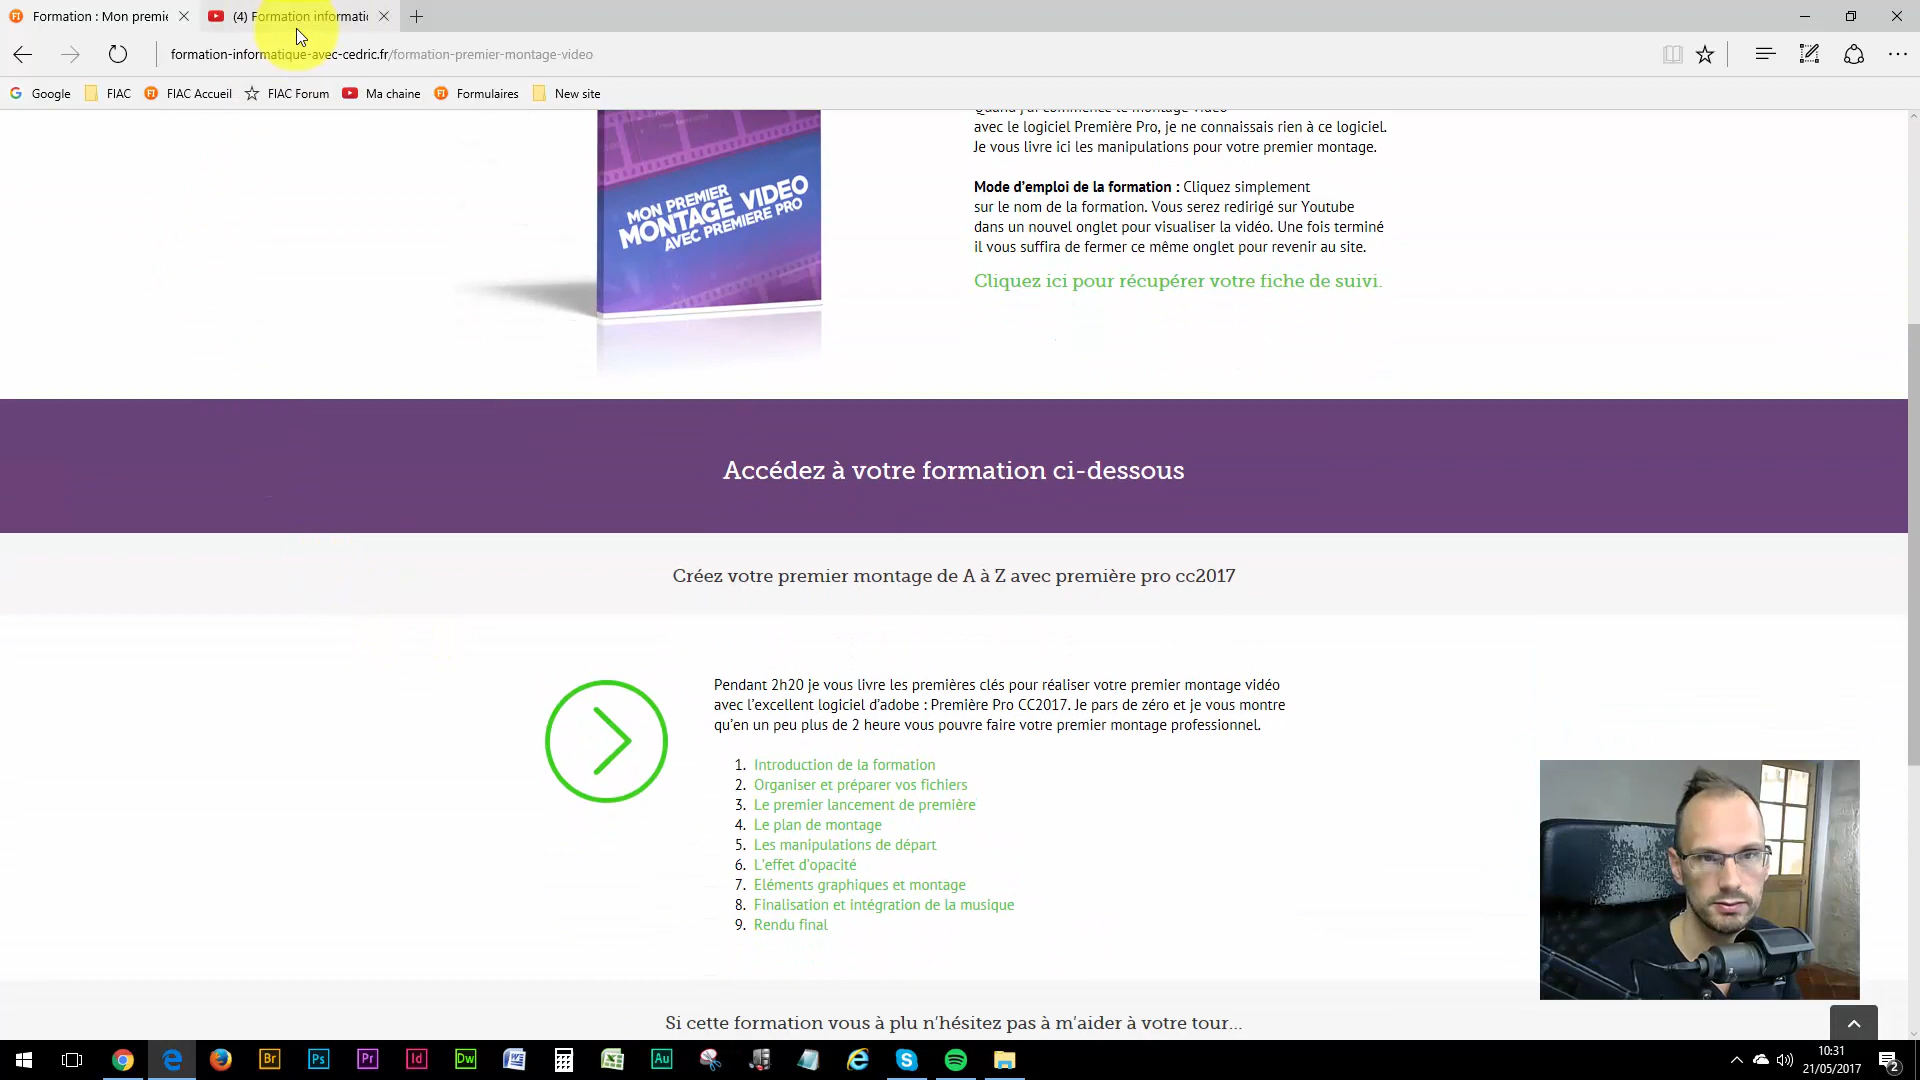 Formation : Mon premie
(4) Formation informatic
formation-informatique-avec-cedric.fr/formation-premier-montage-video
Google
FIAC
FIAC Accueil
FIAC Forum
Ma chaine
Formulaires
New site
avec le logiciel Première Pro, je ne connaissais rien à ce logiciel.
Je vous livre ici les manipulations pour votre premier montage.
Mode d’emploi de la formation : Cliquez simplement
sur le nom de la formation. Vous serez redirigé sur Youtube
dans un nouvel onglet pour visualiser la vidéo. Une fois terminé
il vous suffira de fermer ce même onglet pour revenir au site.
Cliquez ici pour récupérer votre fiche de suivi.
MON PREMIER
MONTAGE VIDEO
AVEC PREMIERE PRO
Accédez à votre formation ci-dessous
Créez votre premier montage de A à Z avec première pro cc2017
Pendant 2h20 je vous livre les premières clés pour réaliser votre premier montage vidéo
avec l’excellent logiciel d’adobe : Première Pro CC2017. Je pars de zéro et je vous montre
qu’en un peu plus de 2 heure vous pouvre faire votre premier montage professionnel.
1. Introduction de la formation
2. Organiser et préparer vos fichiers
3. Le premier lancement de première
4. Le plan de montage
5. Les manipulations de départ
6. L’effet d’opacité
7. Eléments graphiques et montage
8. Finalisation et intégration de la musique
9. Rendu final
Si cette formation vous à plu n’hésitez pas à m’aider à votre tour...
Br
Ps
Pr
Id
Dw
Au
10:31
21/05/2017
2